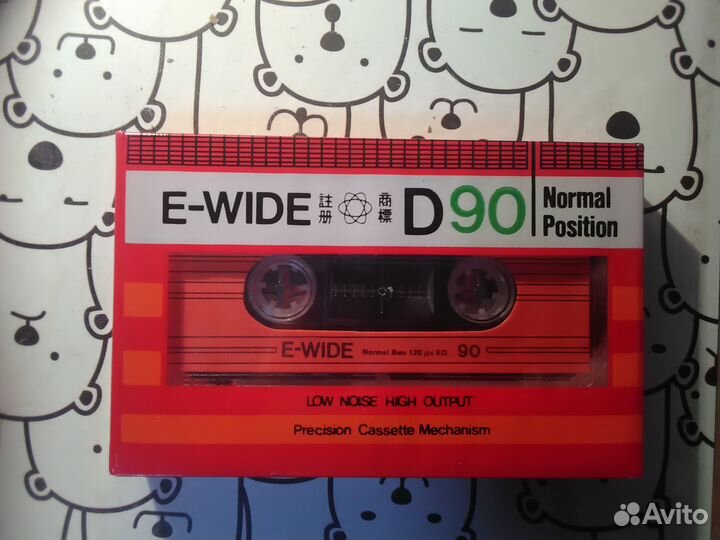 E-WIDE 註册 商標 D90 Normal Position
E-WIDE Normal Bias 120 μs EQ 90
LOW NOISE HIGH OUTPUT
Precision Cassette Mechanism
Avito